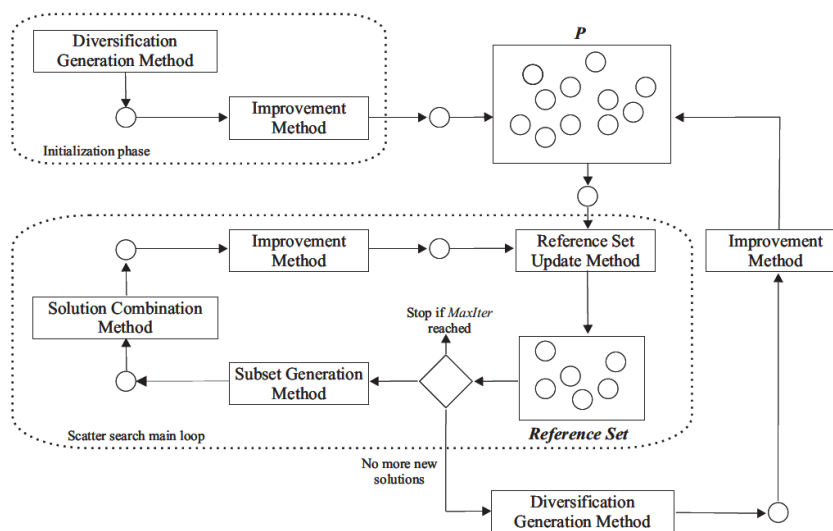 Diversification
Generation Method
Improvement
Method
Initialization phase
P
Improvement
Method
Reference Set
Update Method
Improvement
Method
Solution Combination
Method
Stop if MaxIter
reached
Subset Generation
Method
Reference Set
Scatter search main loop
No more new
solutions
Diversification
Generation Method